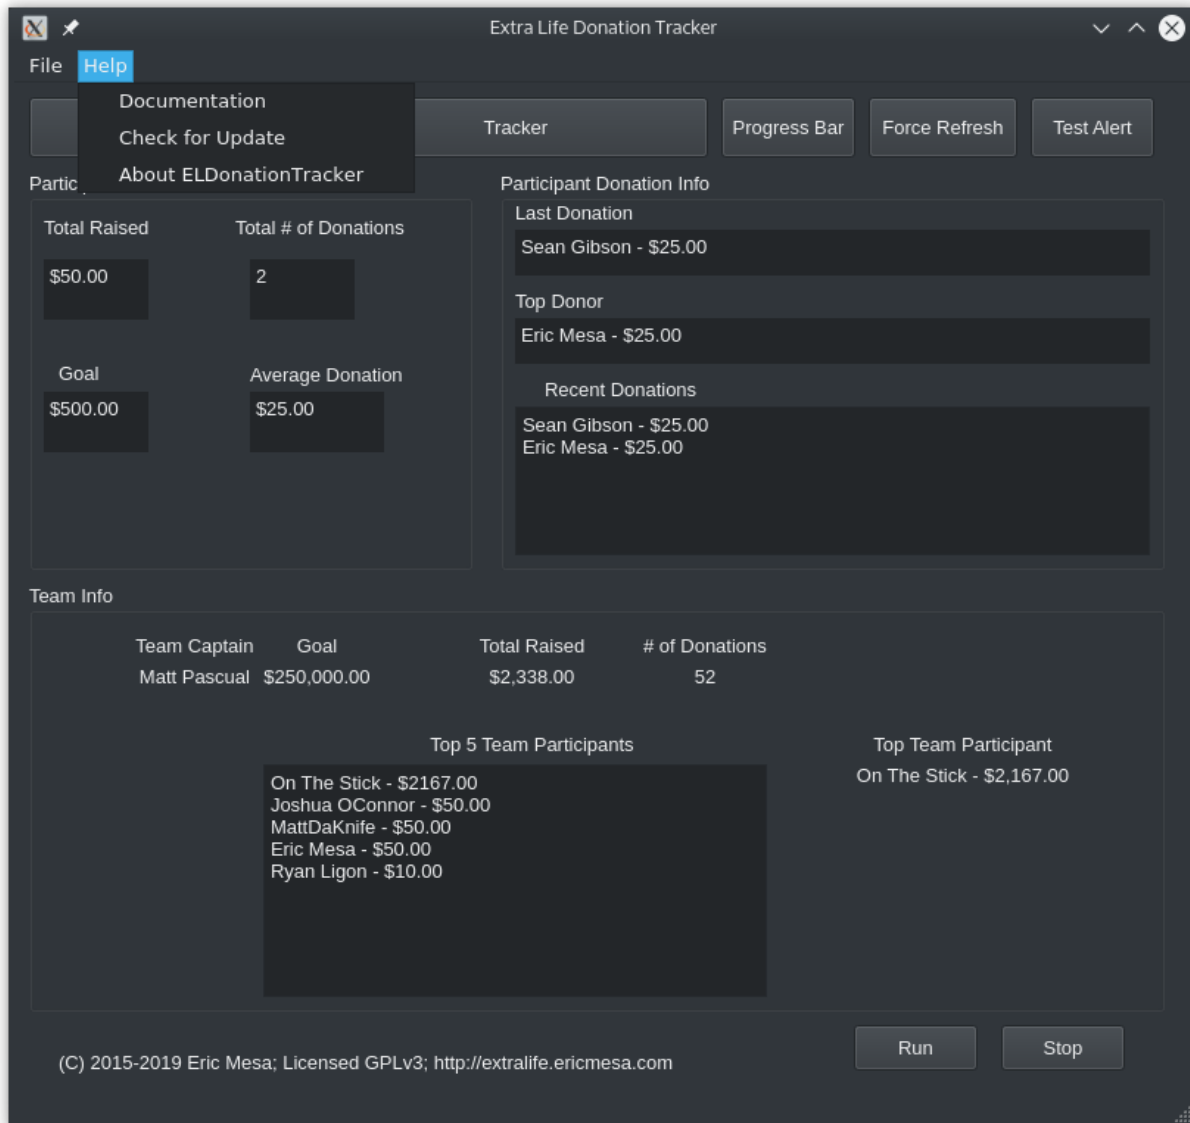 Extra Life Donation Tracker
File Help
Documentation
Check for Update
About ELDonationTracker
Tracker
Progress Bar
Force Refresh
Test Alert
Total Raised
Total # of Donations
$50.00
2
Goal
Average Donation
$500.00
$25.00
Participant Donation Info
Last Donation
Sean Gibson - $25.00
Top Donor
Eric Mesa - $25.00
Recent Donations
Sean Gibson - $25.00
Eric Mesa - $25.00
Team Info
Team Captain Goal Total Raised # of Donations
Matt Pascual $250,000.00 $2,338.00 52
Top 5 Team Participants
On The Stick - $2167.00
Joshua OConnor - $50.00
MattDaKnife - $50.00
Eric Mesa - $50.00
Ryan Ligon - $10.00
Top Team Participant
On The Stick - $2,167.00
Run
Stop
(C) 2015-2019 Eric Mesa; Licensed GPLv3; http://extralife.ericmesa.com